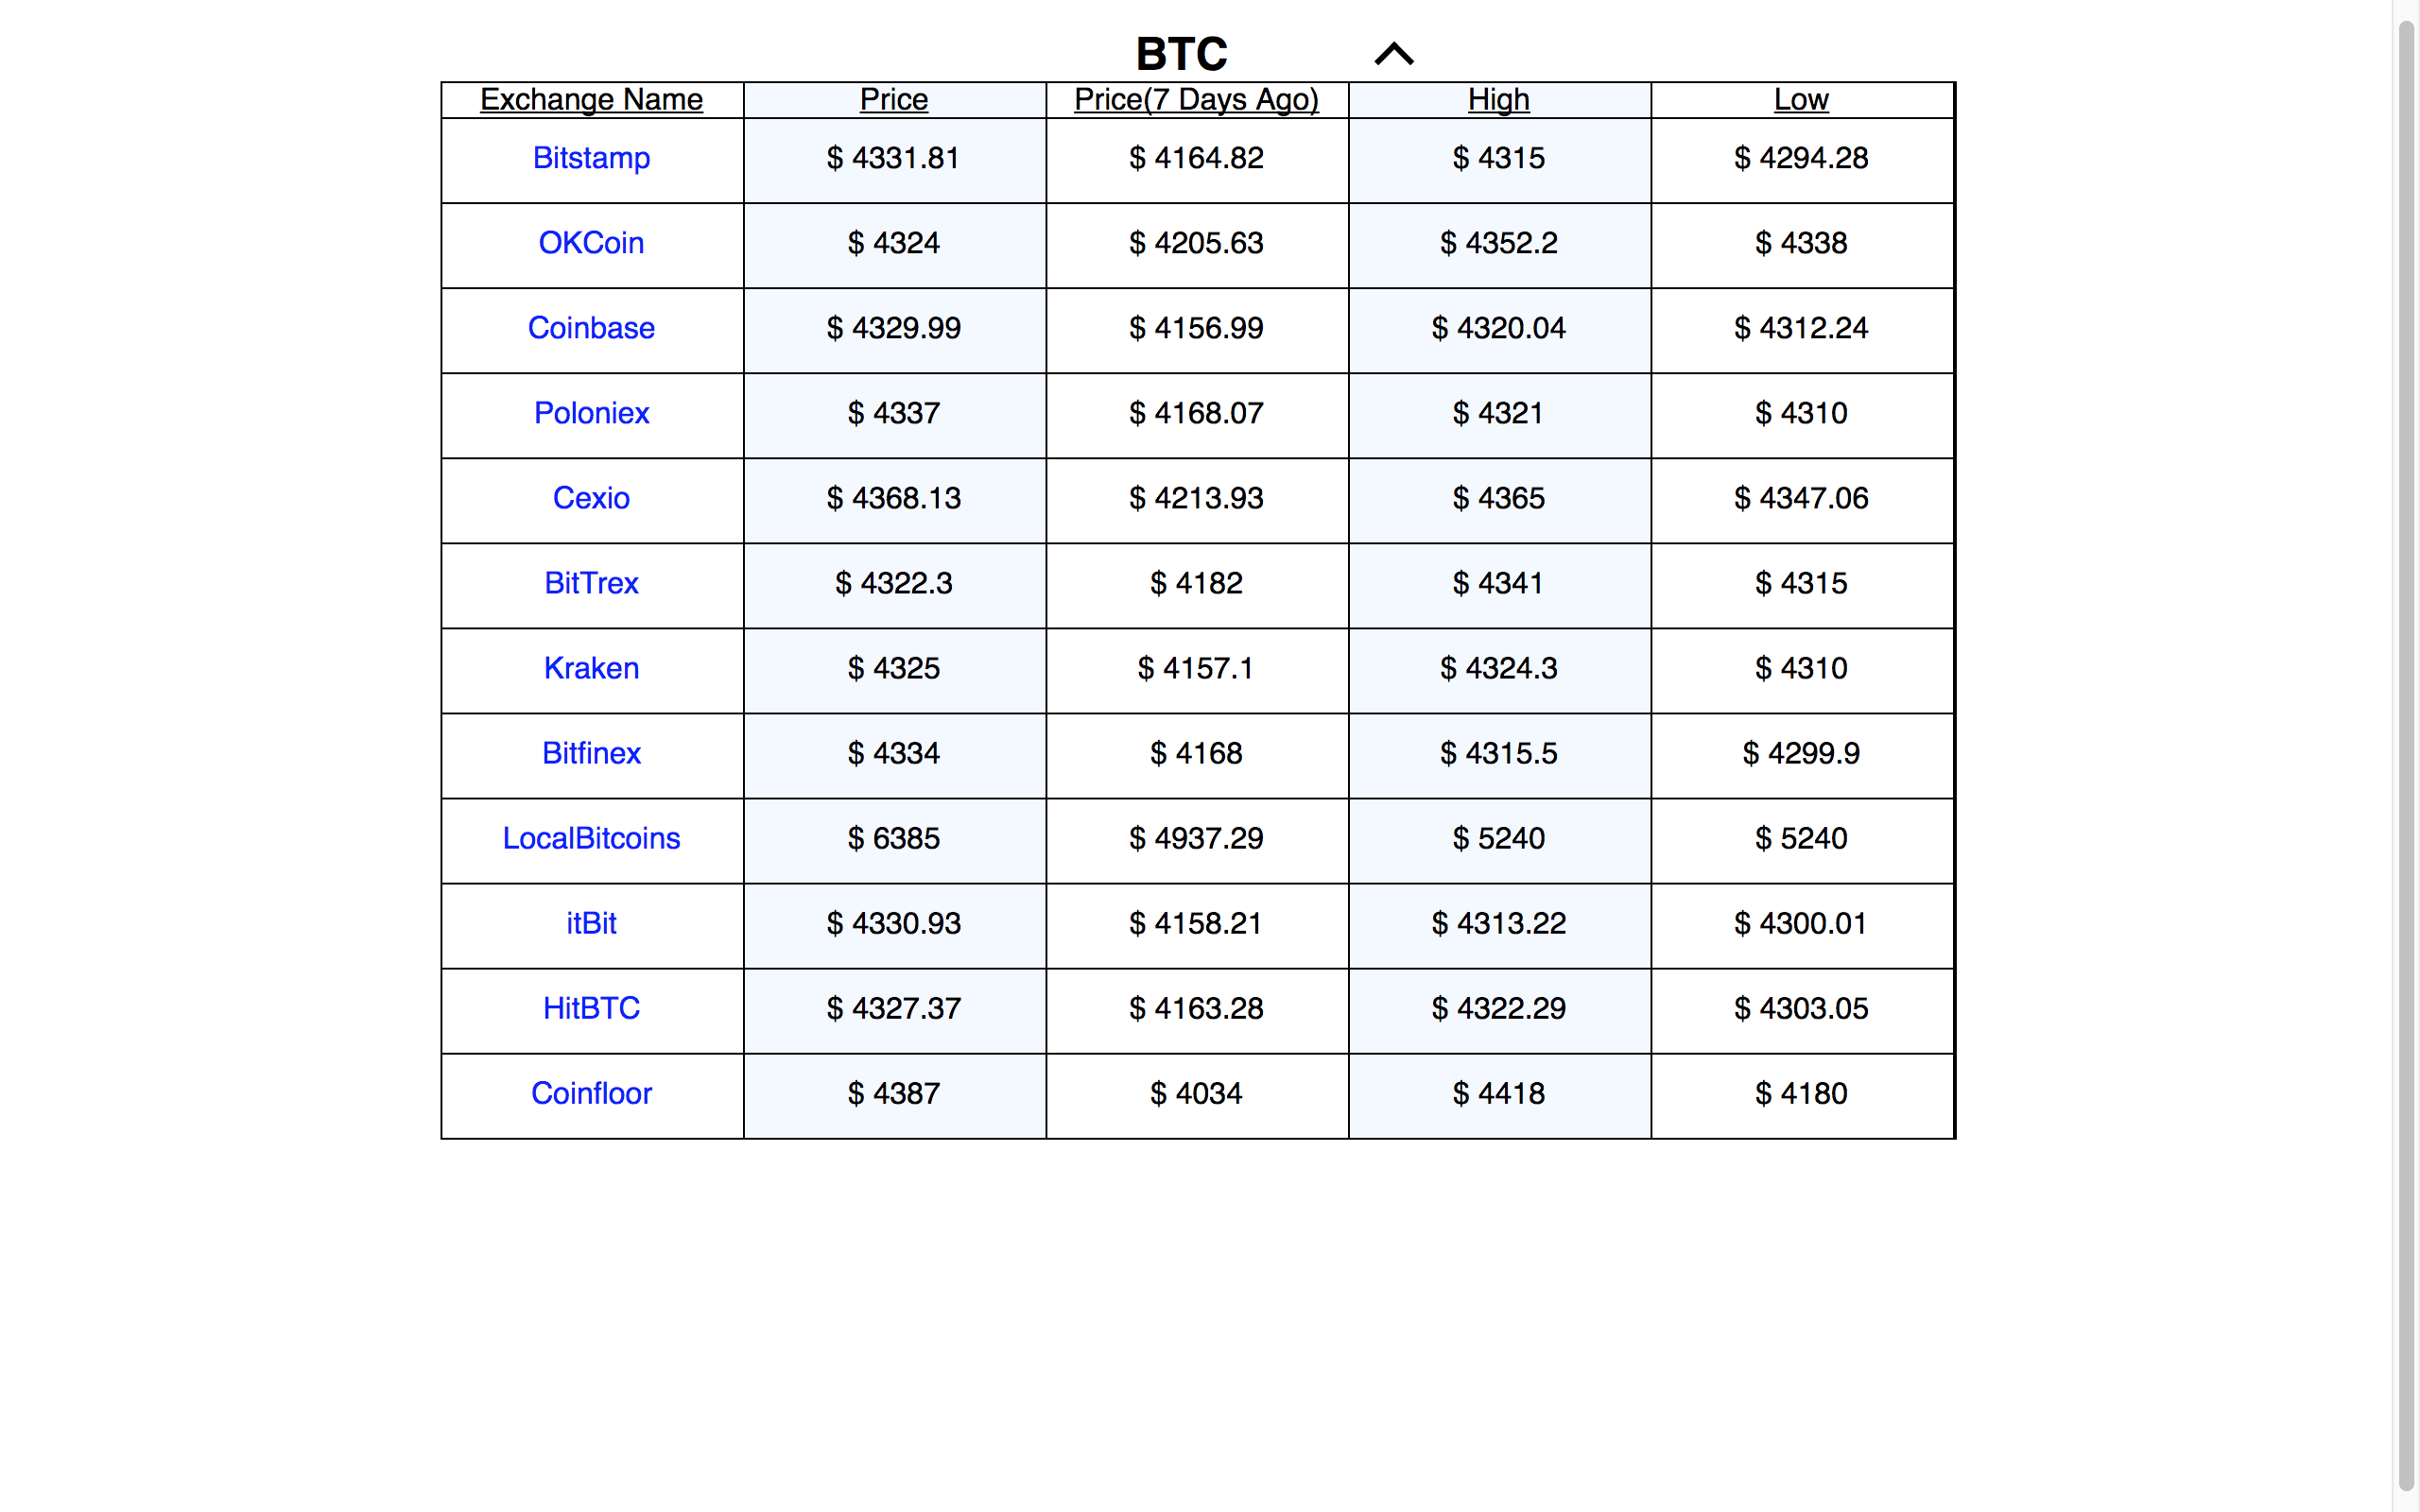 BTC
Exchange Name Price Price(7 Days Ago) High Low
Bitstamp $ 4331.81 $ 4164.82 $ 4315 $ 4294.28
OKCoin $ 4324 $ 4205.63 $ 4352.2 $ 4338
Coinbase $ 4329.99 $ 4156.99 $ 4320.04 $ 4312.24
Poloniex $ 4337 $ 4168.07 $ 4321 $ 4310
Cexio $ 4368.13 $ 4213.93 $ 4365 $ 4347.06
BitTrex $ 4322.3 $ 4182 $ 4341 $ 4315
Kraken $ 4325 $ 4157.1 $ 4324.3 $ 4310
Bitfinex $ 4334 $ 4168 $ 4315.5 $ 4299.9
LocalBitcoins $ 6385 $ 4937.29 $ 5240 $ 5240
itBit $ 4330.93 $ 4158.21 $ 4313.22 $ 4300.01
HitBTC $ 4327.37 $ 4163.28 $ 4322.29 $ 4303.05
Coinfloor $ 4387 $ 4034 $ 4418 $ 4180